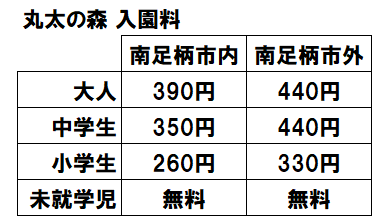 丸太の森 入園料
南足柄市内 南足柄市外
大人 390円 440円
中学生 350円 440円
小学生 260円 330円
未就学児 無料 無料